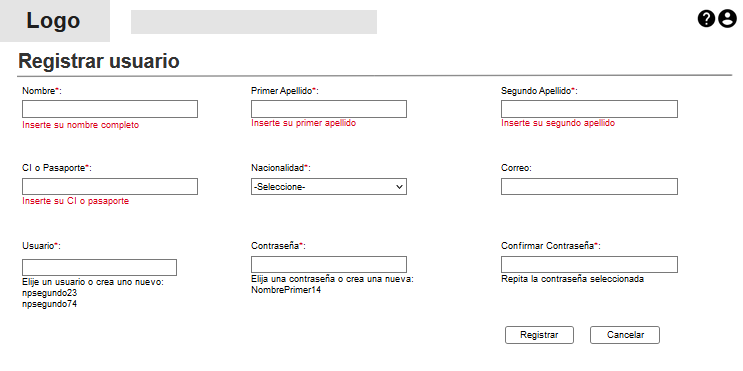 Logo
?
Registrar usuario
Nombre*:
Primer Apellido*:
Segundo Apellido*:
Inserte su nombre completo
Inserte su primer apellido
Inserte su segundo apellido
CI o Pasaporte*:
Nacionalidad*:
Correo:
-Seleccione-
Inserte su CI o pasaporte
Usuario*:
Contraseña*:
Confirmar Contraseña*:
Elije un usuario o crea uno nuevo:
npsegundo23
npsegundo74
Elija una contraseña o crea una nueva:
NombrePrimer14
Repita la contraseña seleccionada
Registrar
Cancelar